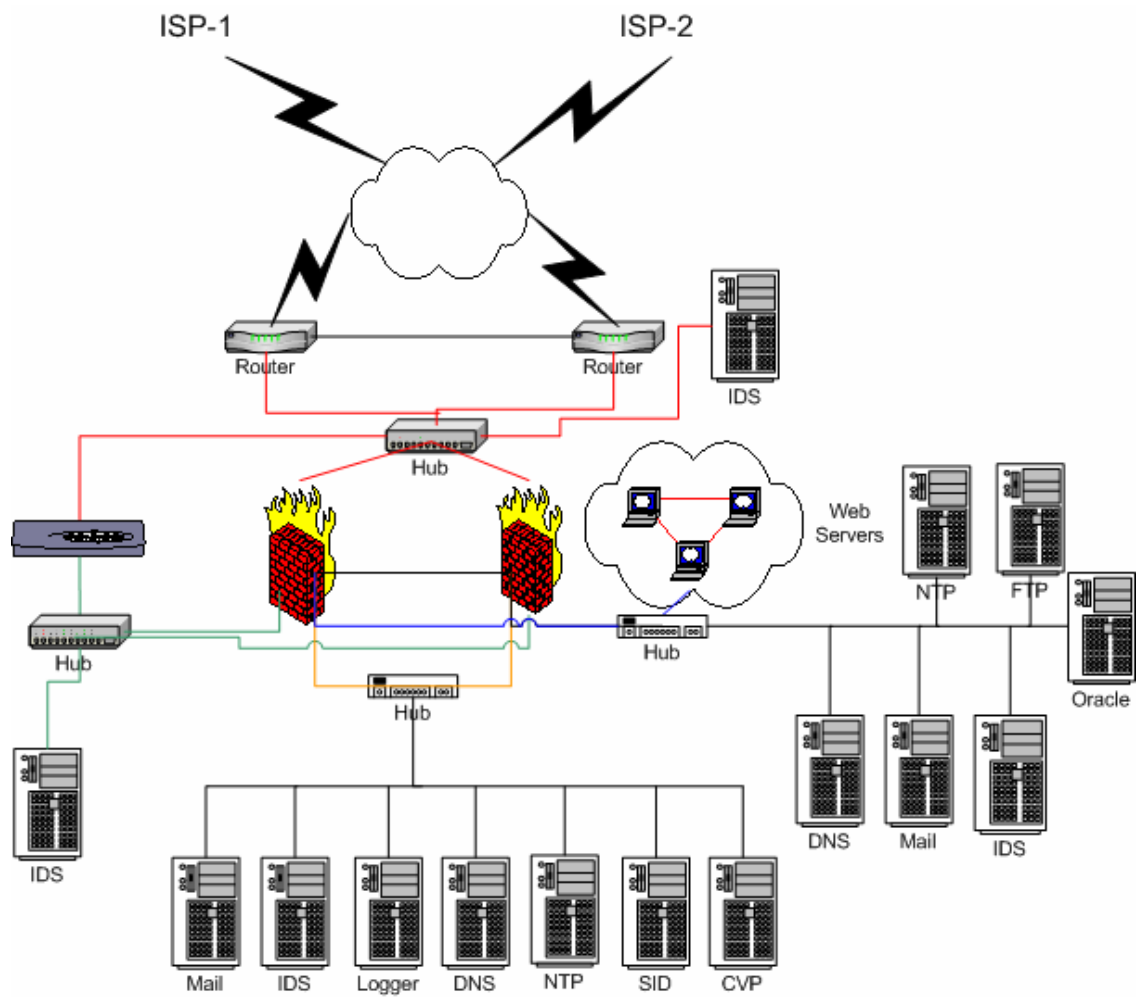 ISP-1
ISP-2
Router
Router
IDS
Hub
Web
Servers
NTP
FTP
Hub
Hub
Oracle
Hub
IDS
DNS
Mail
IDS
Mail
IDS
Logger
DNS
NTP
SID
CVP